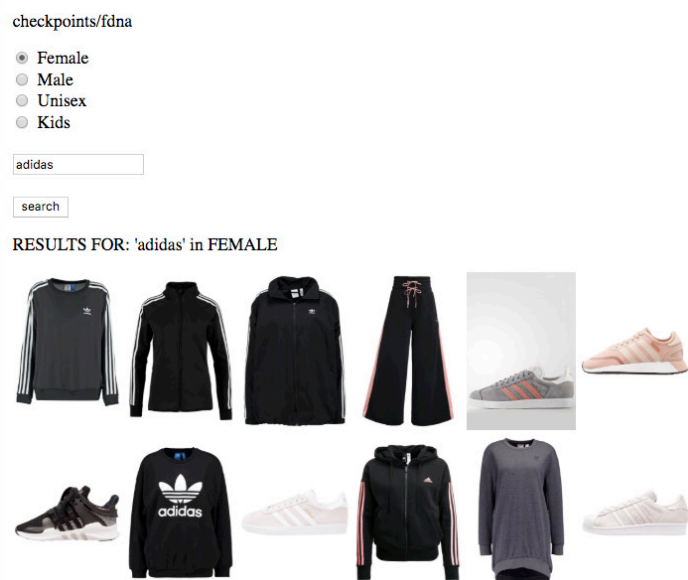 checkpoints/fdna
Female
Male
Unisex
Kids
adidas
search
RESULTS FOR: 'adidas' in FEMALE
adidas